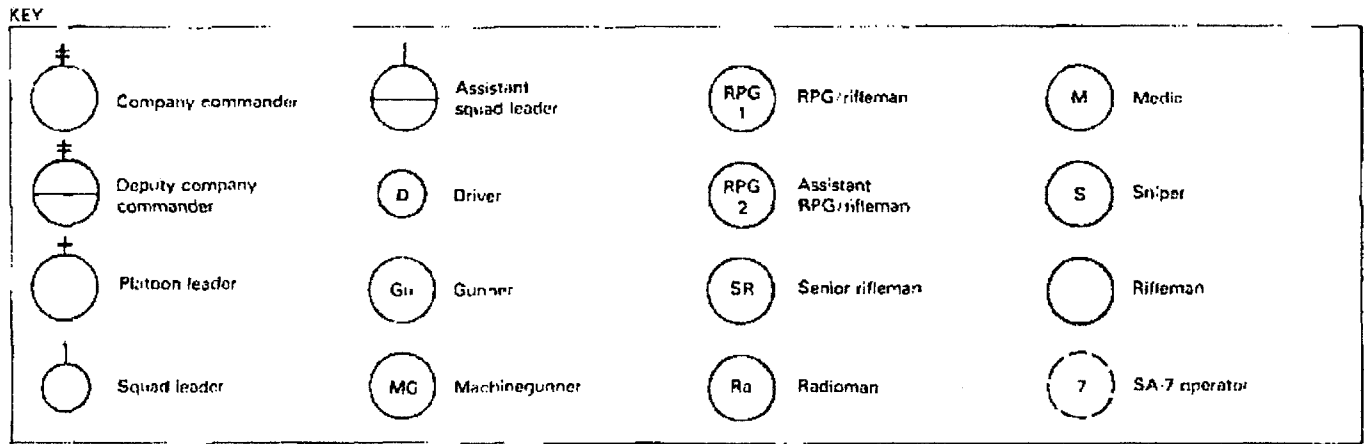 KEY
Company commander
Assistant
squad leader
RPG
1
RPG/rifleman
M
Medic
Deputy company
commander
D
Driver
RPG
2
Assistant
RPG/rifleman
S
Sniper
Platoon leader
Gu
Gunner
SR
Senior rifleman
Rifleman
Squad leader
MG
Machinegunner
Ra
Radioman
7
SA-7 operator